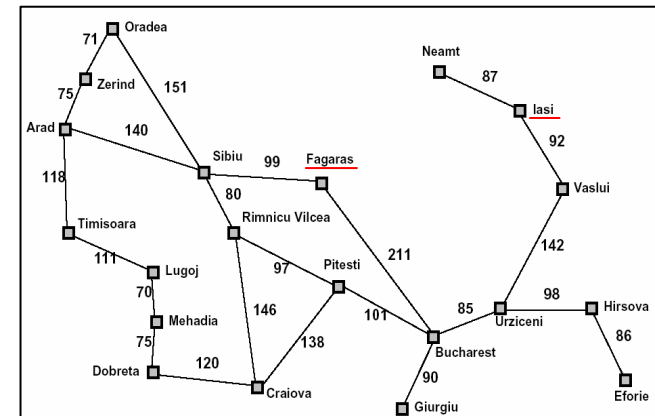 Oradea
71
Neamt
87
Zerind
151
75
Iasi
Arad
140
92
Sibiu
99
Fagaras
118
80
Vaslui
Timisoara
Rimnicu Vilcea
142
111
211
Lugoj
97
Pitesti
70
98
Hirsova
146
85
Mehadia
101
Urziceni
86
75
138
Bucharest
120
Dobreta
90
Eforie
Craiova
Giurgiu